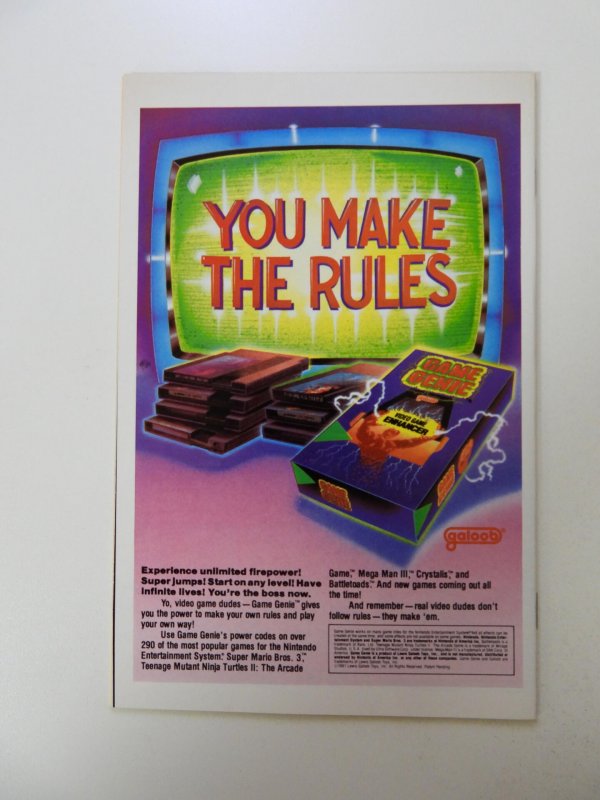 YOU MAKE
THE RULES
GAME
GENIE
VIDEO GAME
ENHANCER
GAME
GENIE
galoob®
Experience unlimited firepower!
Super jumps! Start on any level! Have
infinite lives! You're the boss now.
Yo, video game dudes — Game Genie™ gives
you the power to make your own rules and play
your own way!
Use Game Genie's power codes on over
290 of the most popular games for the Nintendo
Entertainment System.® Super Mario Bros. 3,™
Teenage Mutant Ninja Turtles II: The Arcade
Game,™ Mega Man III,™ Crystalis,™ and
Battletoads.™ And new games coming out all
the time!
And remember — real video dudes don't
follow rules — they make 'em.